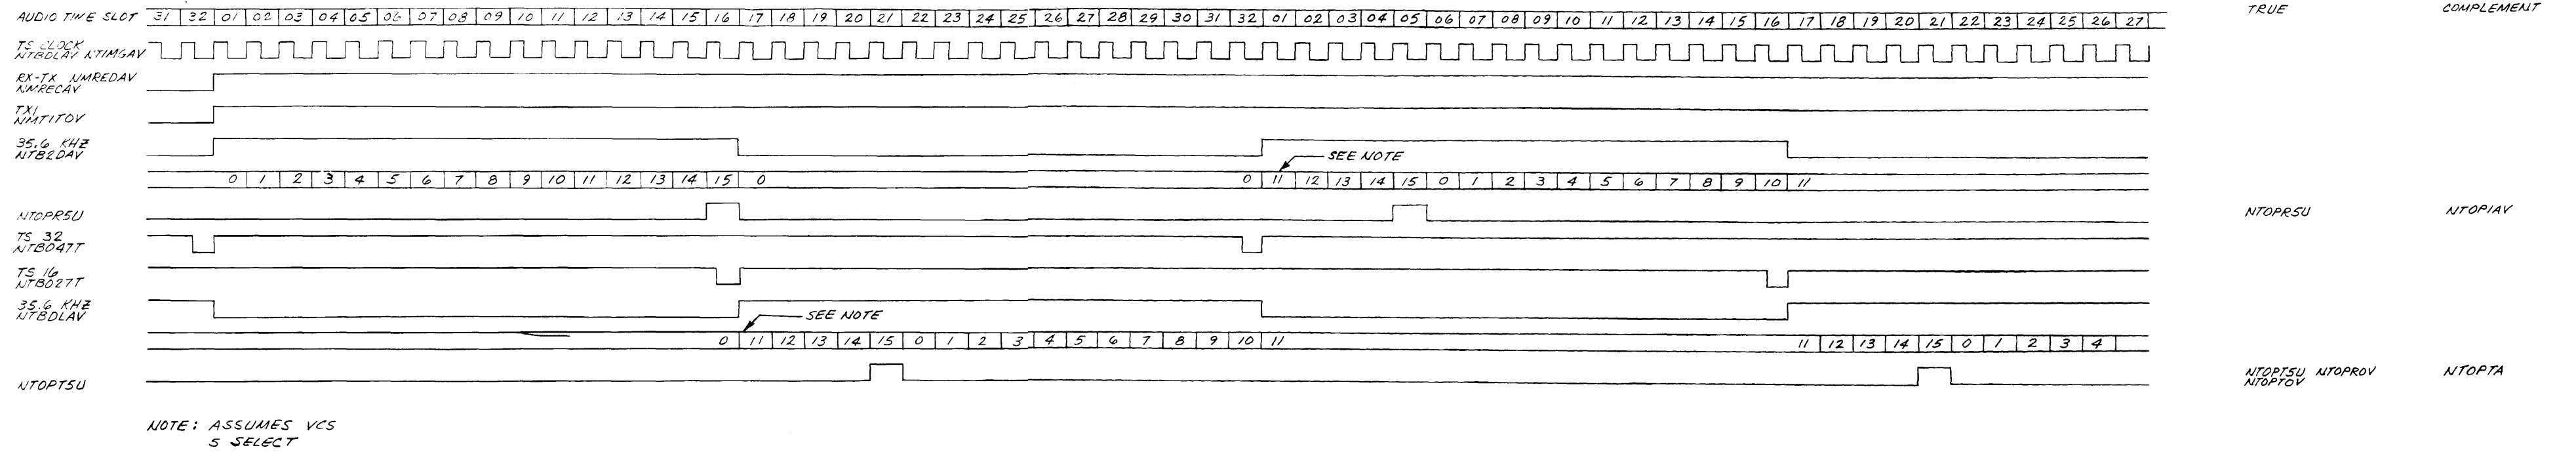 AUDIO TIME SLOT 31 32 01 02 03 04 05 06 07 08 09 10 11 12 13 14 15 16 17 18 19 20 21 22 23 24 25 26 27 28 29 30 31 32 01 02 03 04 05 06 07 08 09 10 11 12 13 14 15 16 17 18 19 20 21 22 23 24 25 26 27 TRUE COMPLEMENT
TS CLOCK
NTBDLAV NTIMGAV
RX-TX NMREDAV
NMRECAV
TX1
NMTITOV
35.6 KHZ
NTB2DAV
SEE NOTE
0 1 2 3 4 5 6 7 8 9 10 11 12 13 14 15 0 0 11 12 13 14 15 0 1 2 3 4 5 6 7 8 9 10 11
NTOPR5U NTOPR5U NTOPIAV
TS 32
NTB047T
TS 16
NTB027T
35.6 KHZ
NTBDLAV
SEE NOTE
0 11 12 13 14 15 0 1 2 3 4 5 6 7 8 9 10 11 11 12 13 14 15 0 1 2 3 4
NTOPT5U NTOPT5U NTOPROV NTOPTA
NTOPTOV
NOTE: ASSUMES VCS
5 SELECT